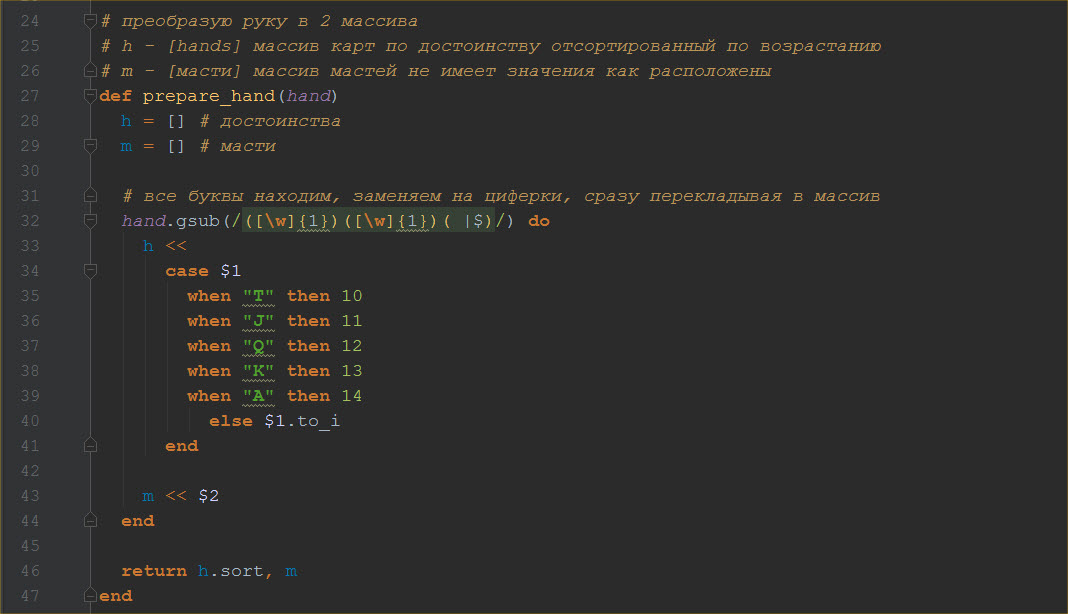 24 # преобразую руку в 2 массива
25 # h - [hands] массив карт по достоинству отсортированный по возрастанию
26 # m - [масти] массив мастей не имеет значения как расположены
27 def prepare_hand(hand)
28 h = [] # достоинства
29 m = [] # масти
30
31 # все буквы находим, заменяем на циферки, сразу перекладывая в массив
32 hand.gsub(/([\w]{1})([\w]{1})( |$)/) do
33 h <<
34 case $1
35 when "T" then 10
36 when "J" then 11
37 when "Q" then 12
38 when "K" then 13
39 when "A" then 14
40 else $1.to_i
41 end
42
43 m << $2
44 end
45
46 return h.sort, m
47 end